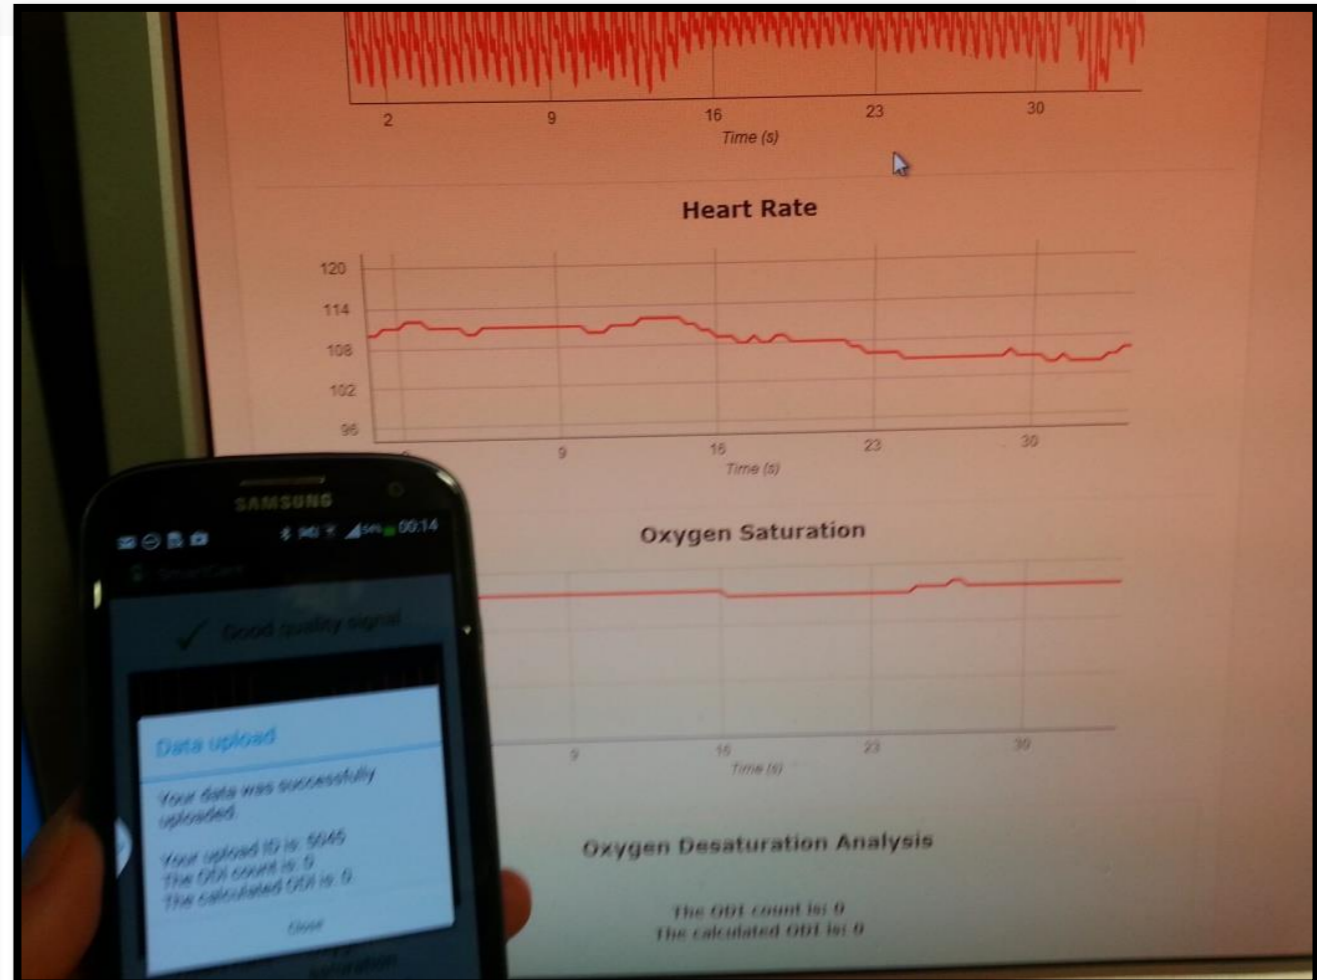 2 9 16 23 30
Time (s)
Heart Rate
120
114
108
102
96
9 16 23 30
Time (s)
Oxygen Saturation
9 16 23 30
Time (s)
Oxygen Desaturation Analysis
The ODI count is: 0
The calculated ODI is: 0
SAMSUNG
00:14
Good quality signal
Data upload
Your data was successfully
uploaded.
Your upload ID is: 5045
The ODI count is: 0
The calculated ODI is: 0
Close
saturation